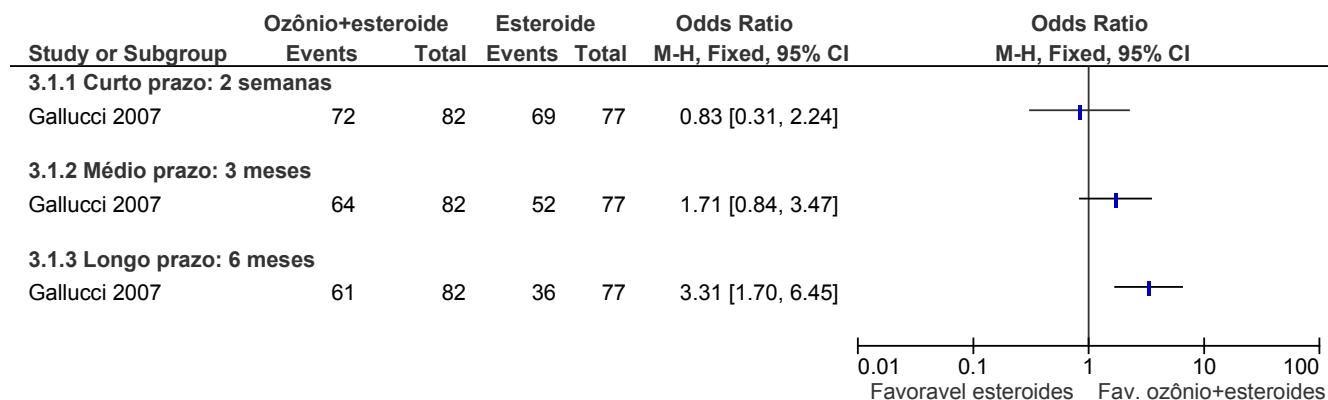 Ozônio+esteroide Esteroide Odds Ratio Odds Ratio
Study or Subgroup Events Total Events Total M-H, Fixed, 95% CI M-H, Fixed, 95% CI
3.1.1 Curto prazo: 2 semanas
Gallucci 2007 72 82 69 77 0.83 [0.31, 2.24]
3.1.2 Médio prazo: 3 meses
Gallucci 2007 64 82 52 77 1.71 [0.84, 3.47]
3.1.3 Longo prazo: 6 meses
Gallucci 2007 61 82 36 77 3.31 [1.70, 6.45]
0.01 0.1 1 10 100
Favoravel esteroides Fav. ozônio+esteroides